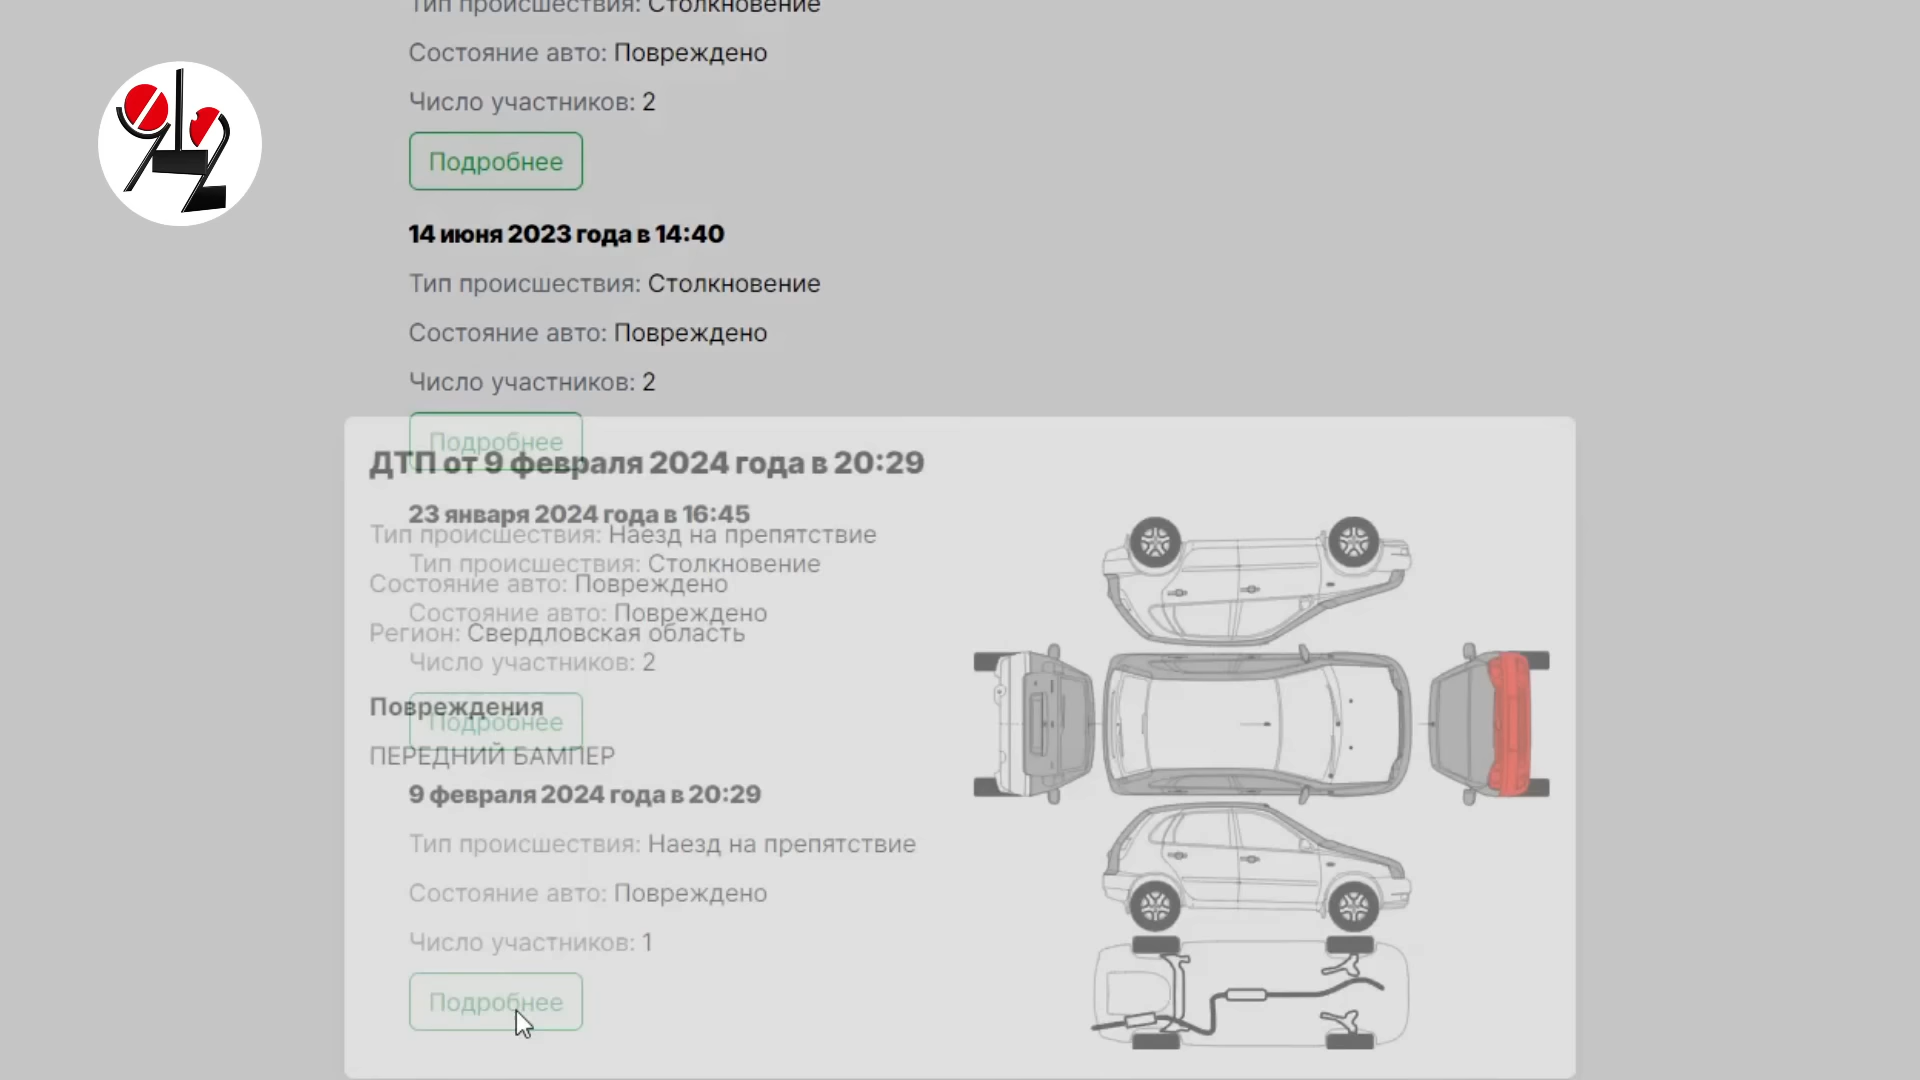 Тип происшествия: Столкновение
Состояние авто: Повреждено
Число участников: 2
Подробнее
14 июня 2023 года в 14:40
Тип происшествия: Столкновение
Состояние авто: Повреждено
Число участников: 2
Подробнее
ДТП от 9 февраля 2024 года в 20:29
23 января 2024 года в 16:45
Тип происшествия: Наезд на препятствие
Тип происшествия: Столкновение
Состояние авто: Повреждено
Состояние авто: Повреждено
Регион: Свердловская область
Число участников: 2
Повреждения
Подробнее
ПЕРЕДНИЙ БАМПЕР
9 февраля 2024 года в 20:29
Тип происшествия: Наезд на препятствие
Состояние авто: Повреждено
Число участников: 1
Подробнее